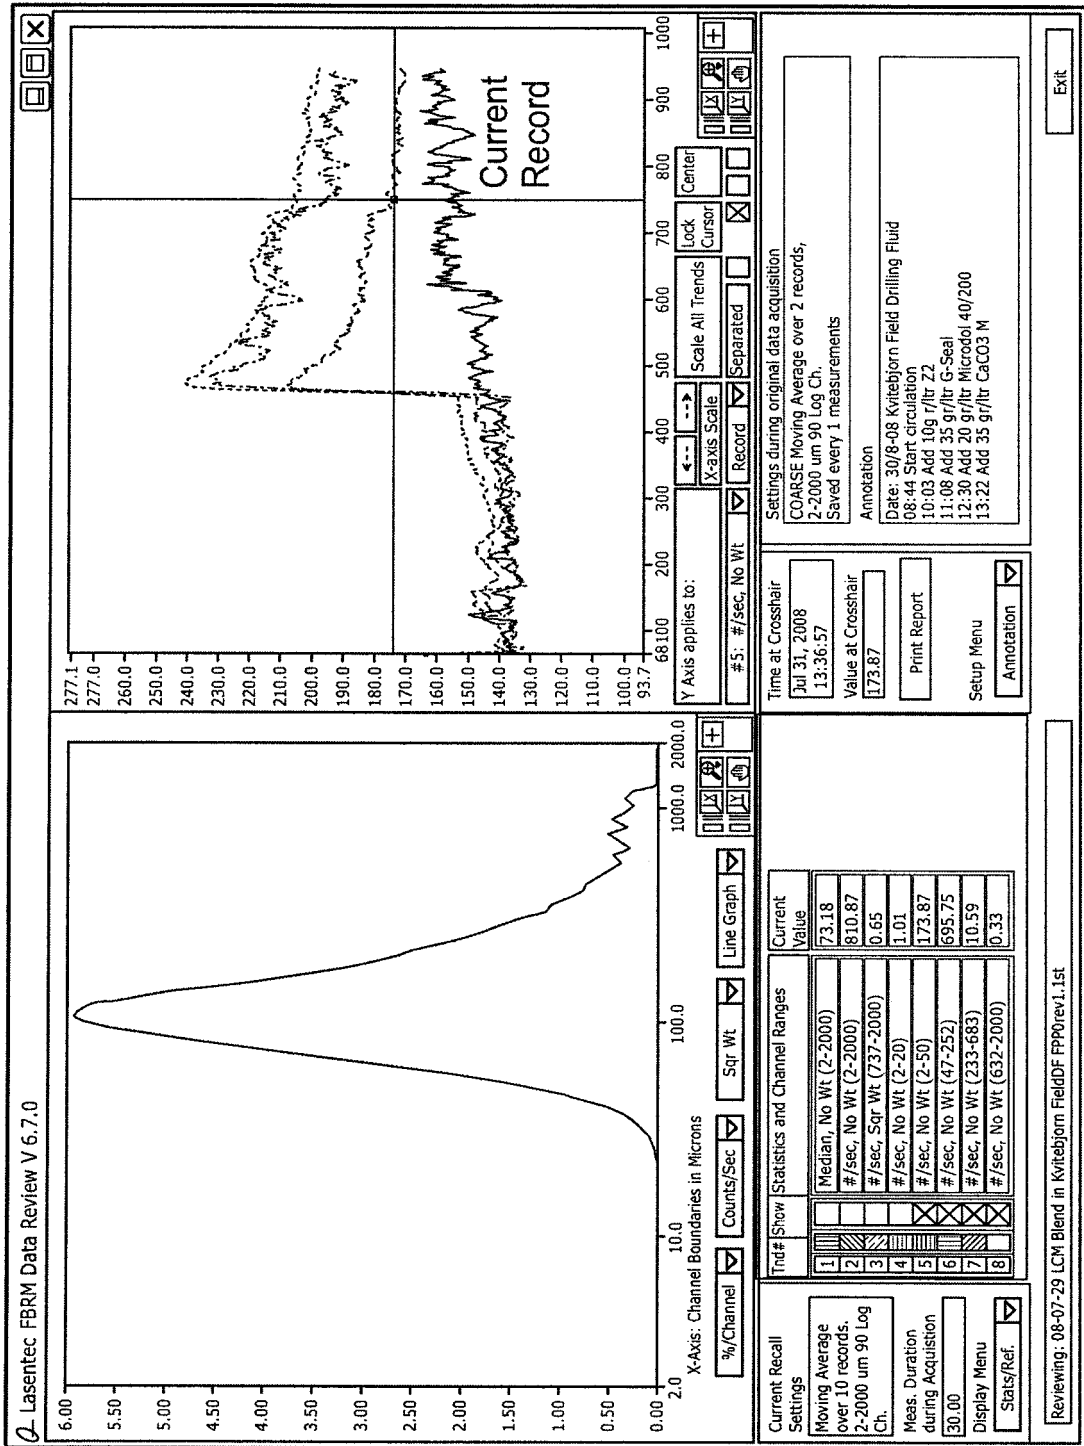 Lasentec FBRM Data Review V 6.7.0
6.00
5.50
5.00
4.50
4.00
3.50
3.00
2.50
2.00
1.50
1.00
0.50
0.00
2.0
10.0
100.0
1000.0
2000.0
X-Axis: Channel Boundaries in Microns
%/Channel
Counts/Sec
Sqr Wt
Line Graph
X
Y
277.1
277.0
260.0
250.0
240.0
230.0
220.0
210.0
200.0
190.0
180.0
170.0
160.0
150.0
140.0
130.0
120.0
110.0
100.0
93.7
68
100
200
300
400
500
600
700
800
900
1000
Current
Record
Y Axis applies to:
<---
--->
X-axis Scale
Scale All Trends
Lock
Cursor
Center
#5: #/sec, No Wt
Record
Separated
X
Y
Current Recall
Settings
Moving Average
over 10 records.
2-2000 um 90 Log
Ch.
Meas. Duration
during Acquistion
30.00
Display Menu
Stats/Ref.
Tnd# Show Statistics and Channel Ranges Current Value
1 Median, No Wt (2-2000) 73.18
2 #/sec, No Wt (2-2000) 810.87
3 #/sec, Sqr Wt (737-2000) 0.65
4 #/sec, No Wt (2-20) 1.01
5 #/sec, No Wt (2-50) 173.87
6 #/sec, No Wt (47-252) 695.75
7 #/sec, No Wt (233-683) 10.59
8 #/sec, No Wt (632-2000) 0.33
Time at Crosshair
Jul 31, 2008
13:36:57
Value at Crosshair
173.87
Print Report
Setup Menu
Annotation
Settings during original data acquisition
COARSE Moving Average over 2 records,
2-2000 um 90 Log Ch.
Saved every 1 measurements
Annotation
Date: 30/8-08 Kvitebjorn Field Drilling Fluid
08:44 Start circulation
10:03 Add 10g r/ltr Z2
11:08 Add 35 gr/ltr G-Seal
12:30 Add 20 gr/ltr Microdol 40/200
13:22 Add 35 gr/ltr CaCO3 M
Reviewing: 08-07-29 LCM Blend in Kvitebjorn FieldDF FPP0rev1.1st
Exit